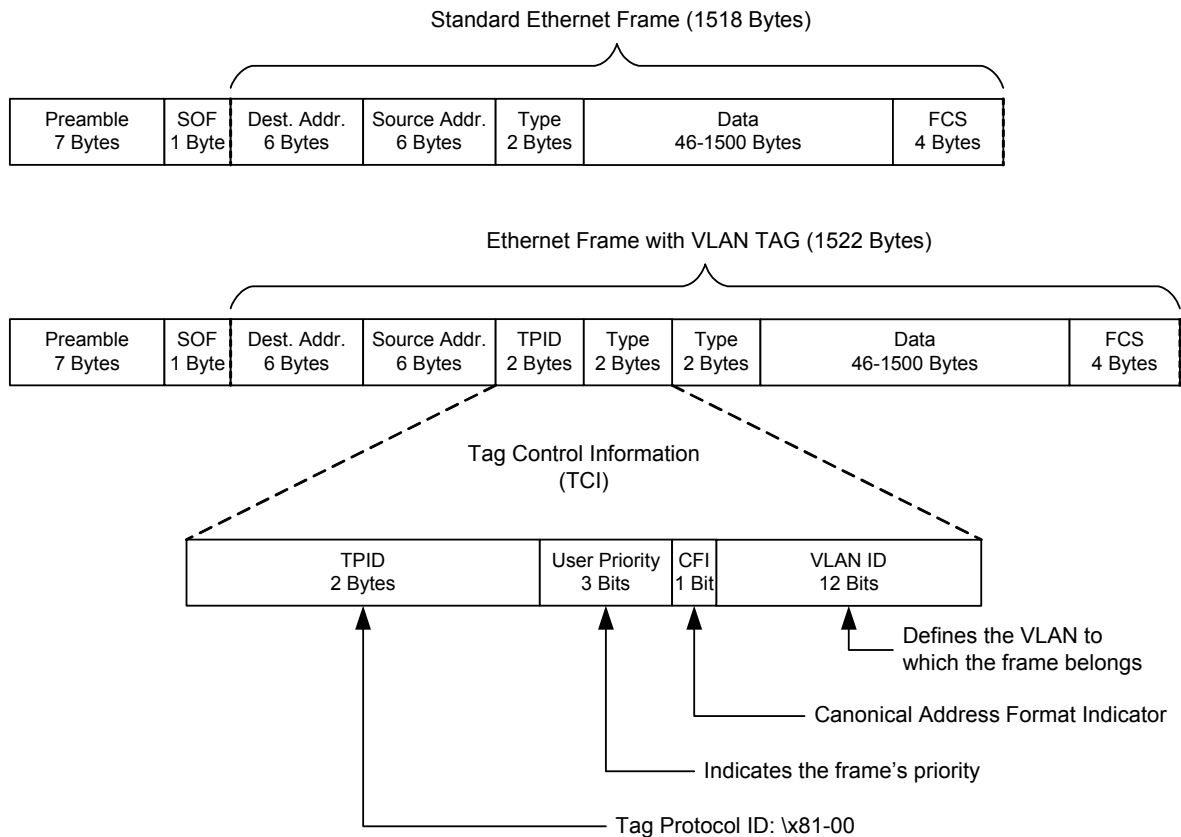 Standard Ethernet Frame (1518 Bytes)
Preamble
7 Bytes
SOF
1 Byte
Dest. Addr.
6 Bytes
Source Addr.
6 Bytes
Type
2 Bytes
Data
46-1500 Bytes
FCS
4 Bytes
Ethernet Frame with VLAN TAG (1522 Bytes)
Preamble
7 Bytes
SOF
1 Byte
Dest. Addr.
6 Bytes
Source Addr.
6 Bytes
TPID
2 Bytes
Type
2 Bytes
Type
2 Bytes
Data
46-1500 Bytes
FCS
4 Bytes
Tag Control Information
(TCI)
TPID
2 Bytes
User Priority
3 Bits
CFI
1 Bit
VLAN ID
12 Bits
Defines the VLAN to
which the frame belongs
Canonical Address Format Indicator
Indicates the frame's priority
Tag Protocol ID: \x81-00